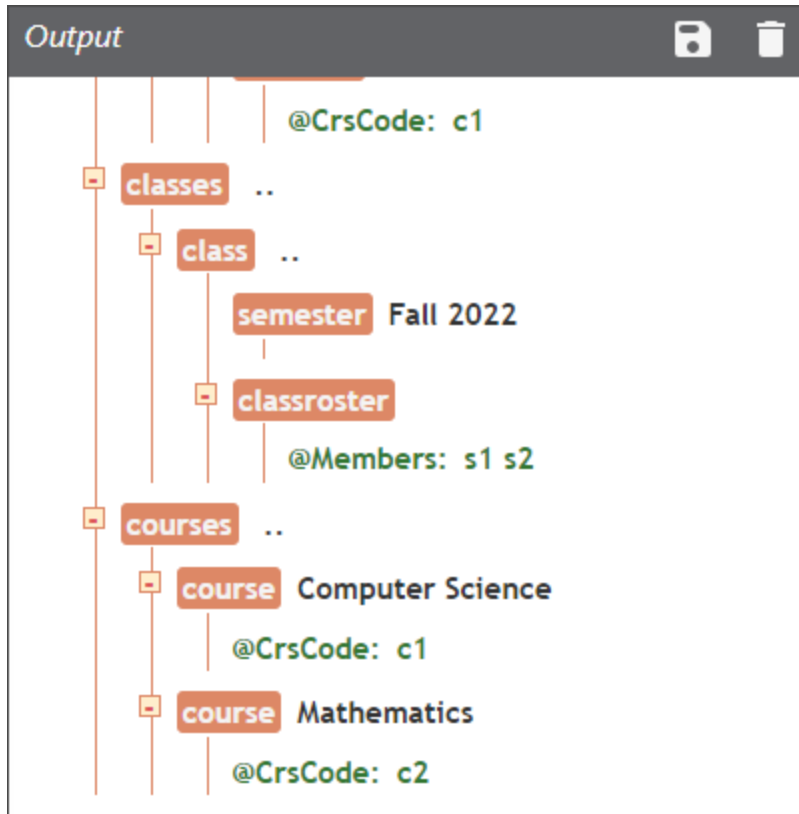 Output
@CrsCode: c1
- classes ..
- class ..
semester Fall 2022
- classroster
@Members: s1 s2
- courses ..
- course Computer Science
@CrsCode: c1
- course Mathematics
@CrsCode: c2